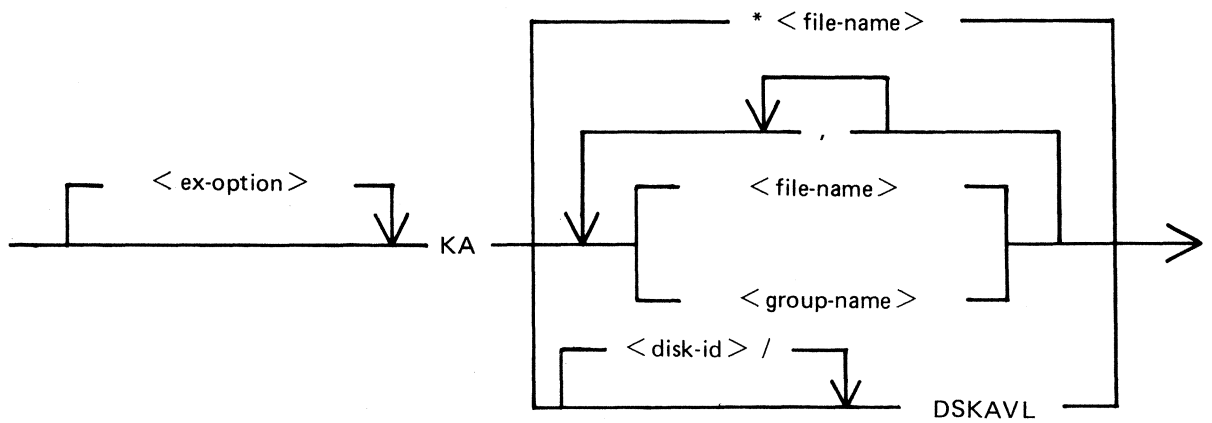 * <file-name>
,
<ex-option>
<file-name>
KA
<group-name>
<disk-id> /
DSKAVL